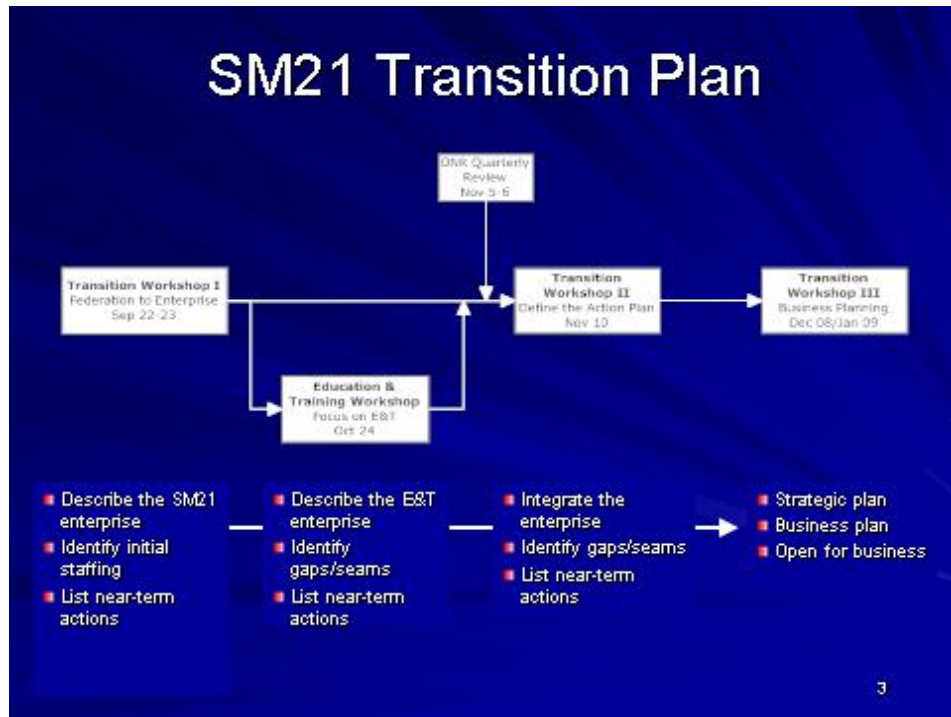 SM21 Transition Plan
ONR Quarterly
Review
Nov 5-6
Transition Workshop I
Federation to Enterprise
Sep 22-23
Transition
Workshop II
Define the Action Plan
Nov 10
Transition
Workshop III
Business Planning
Dec 08/Jan 09
Education &
Training Workshop
Focus on E&T
Oct 24
Describe the SM21
enterprise
Identify initial
staffing
List near-term
actions
Describe the E&T
enterprise
Identify
gaps/seams
List near-term
actions
Integrate the
enterprise
Identify gaps/seams
List near-term
actions
Strategic plan
Business plan
Open for business
3